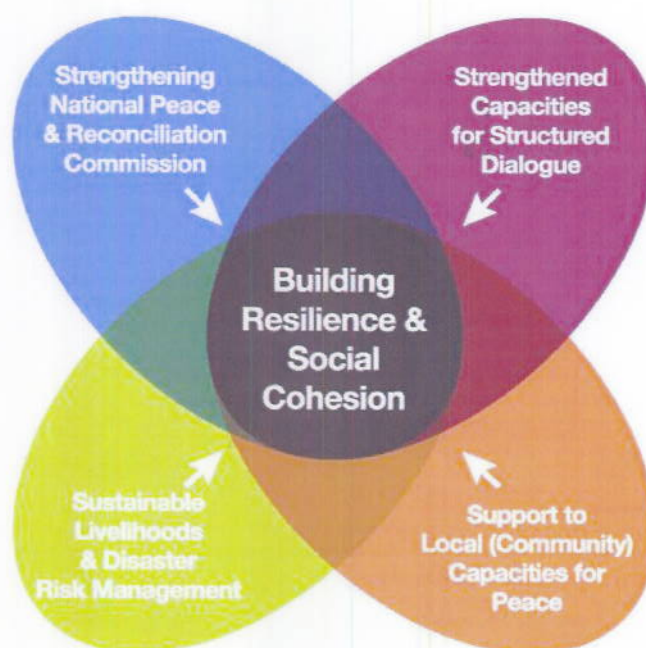 Strengthening
National Peace
& Reconciliation
Commission
Strengthened
Capacities
for Structured
Dialogue
Building
Resilience &
Social
Cohesion
Sustainable
Livelihoods
& Disaster
Risk Management
Support to
Local (Community)
Capacities for
Peace